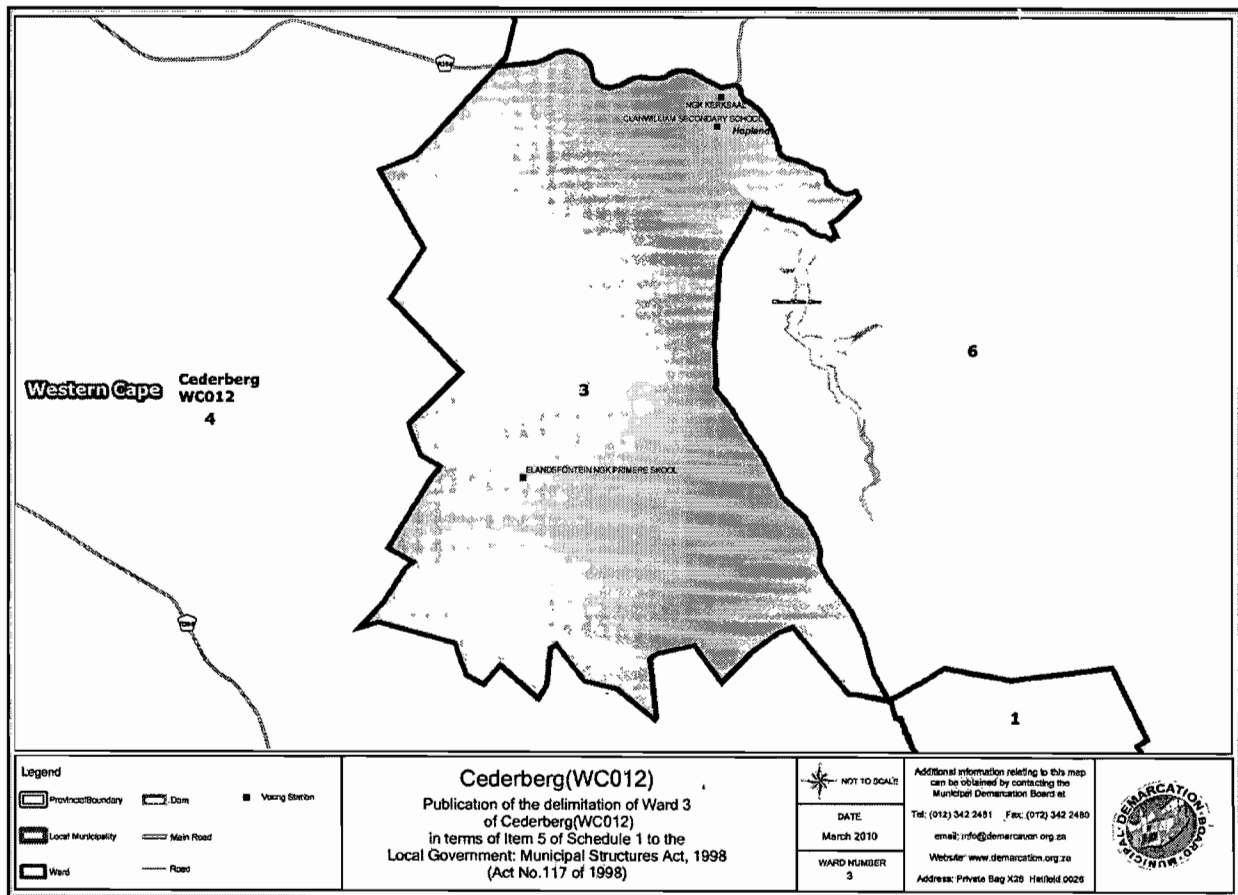 NGK KERKSAAL
CLANWILLIAM SECONDARY SCHOOL
Hopland
6
Western Cape
Cederberg
WC012
4
3
ELANDSFONTEIN NGK PRIMERE SKOOL
1
Legend
Provincial Boundary
Dam
Voting Station
Local Municipality
Main Road
Ward
Road
Cederberg(WC012)
Publication of the delimitation of Ward 3
of Cederberg(WC012)
in terms of Item 5 of Schedule 1 to the
Local Government: Municipal Structures Act, 1998
(Act No.117 of 1998)
NOT TO SCALE!!
DATE
March 2010
WARD NUMBER
3
Additional information relating to this map
can be obtained by contacting the
Municipal Demarcation Board at
Tel: (012) 342 2481 Fax: (012) 342 2480
email: info@demarcation.org.za
Website: www.demarcation.org.za
Address: Private Bag X28 Hatfield 0028
MUNICIPAL DEMARCATION BOARD